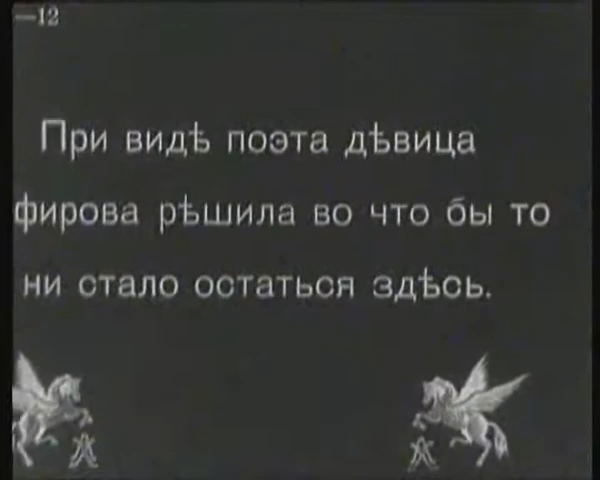 —12
При видѣ поэта дѣвица
фирова рѣшила во что бы то
ни стало остаться здѣсь.